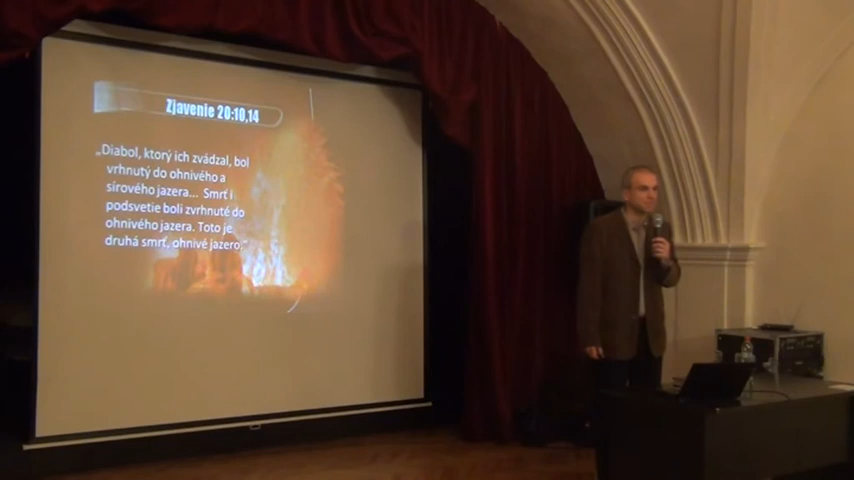 Zjavenie 20:10,14
„Diabol, ktorý ich zvádzal, bol
vrhnutý do ohnivého a
sírového jazera... Smrť i
podsvetie boli zvrhnuté do
ohnivého jazera. Toto je
druhá smrť, ohnivé jazero."